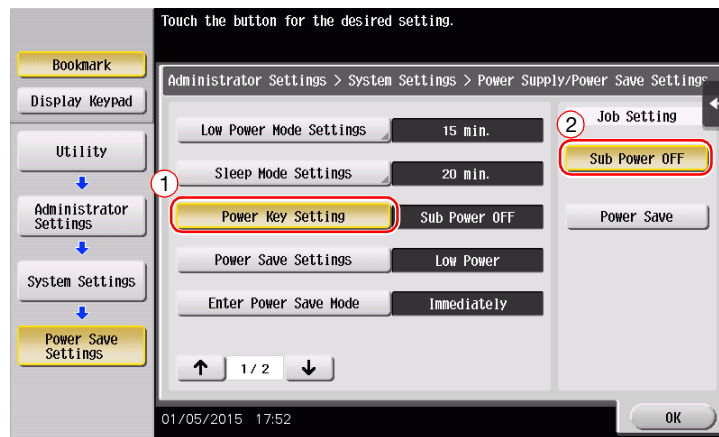 Touch the button for the desired setting.
Bookmark
Display Keypad
Utility
Administrator
Settings
System Settings
Power Save
Settings
Administrator Settings > System Settings > Power Supply/Power Save Settings
Low Power Mode Settings 15 min.
Sleep Mode Settings 20 min.
1
Power Key Setting Sub Power OFF
Power Save Settings Low Power
Enter Power Save Mode Immediately
1/ 2
2
Job Setting
Sub Power OFF
Power Save
01/05/2015 17:52
OK